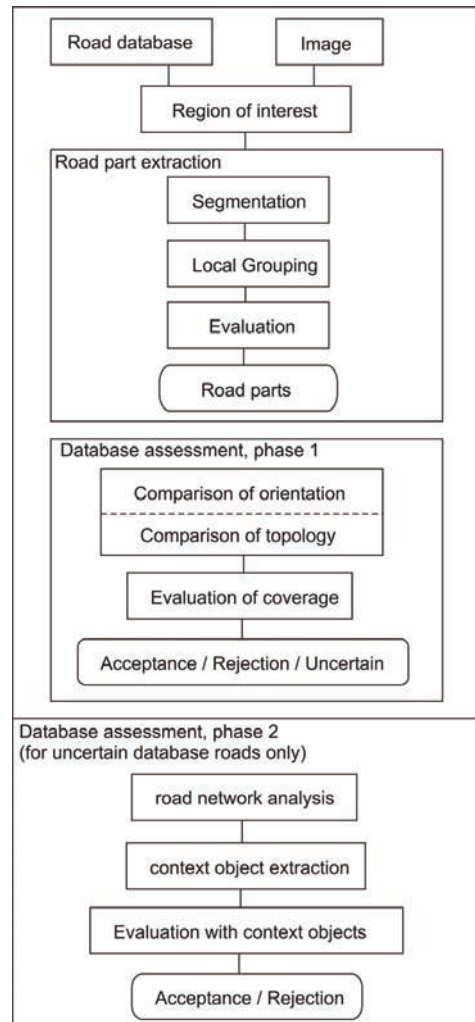 Road database
Image
Region of interest
Road part extraction
Segmentation
Local Grouping
Evaluation
Road parts
Database assessment, phase 1
Comparison of orientation
Comparison of topology
Evaluation of coverage
Acceptance / Rejection / Uncertain
Database assessment, phase 2
(for uncertain database roads only)
road network analysis
context object extraction
Evaluation with context objects
Acceptance / Rejection